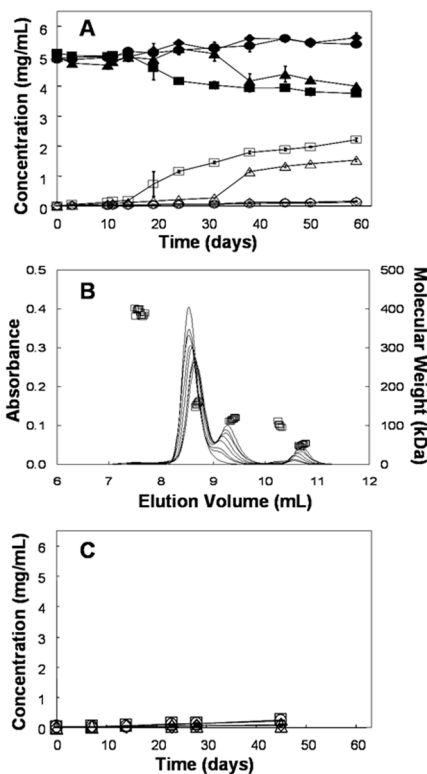 A
Concentration (mg/mL)
6
5
4
3
2
1
0
0 10 20 30 40 50 60
Time (days)
B
Absorbance
0.5
0.4
0.3
0.2
0.1
0.0
500
400
300
200
100
0
Molecular Weight (kDa)
6 7 8 9 10 11 12
Elution Volume (mL)
C
Concentration (mg/mL)
6
5
4
3
2
1
0
0 10 20 30 40 50 60
Time (days)